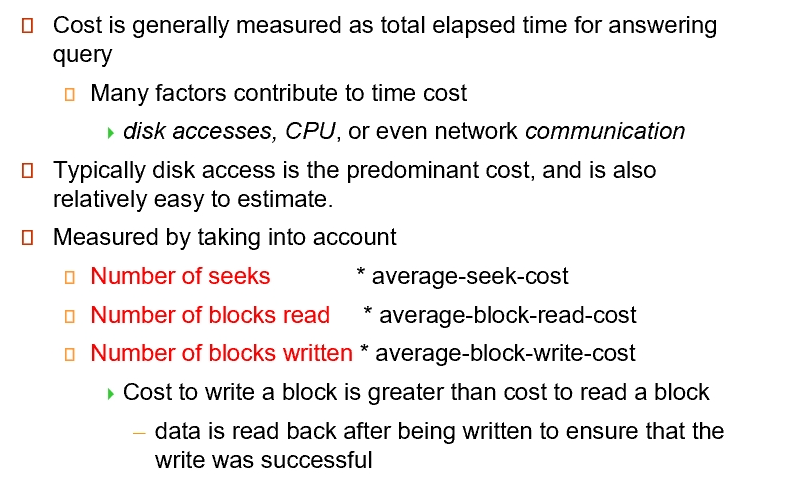 Cost is generally measured as total elapsed time for answering
query
Many factors contribute to time cost
disk accesses, CPU, or even network communication
Typically disk access is the predominant cost, and is also
relatively easy to estimate.
Measured by taking into account
Number of seeks * average-seek-cost
Number of blocks read * average-block-read-cost
Number of blocks written * average-block-write-cost
Cost to write a block is greater than cost to read a block
– data is read back after being written to ensure that the
write was successful